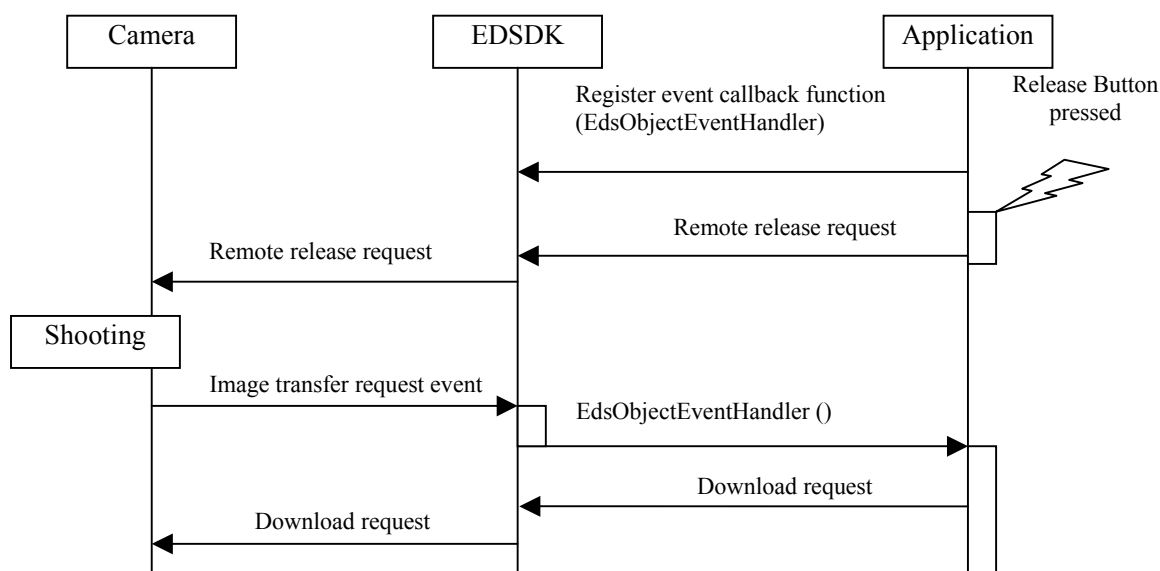 Camera
EDSDK
Application
Register event callback function
(EdsObjectEventHandler)
Release Button
pressed
Remote release request
Remote release request
Shooting
Image transfer request event
EdsObjectEventHandler ()
Download request
Download request